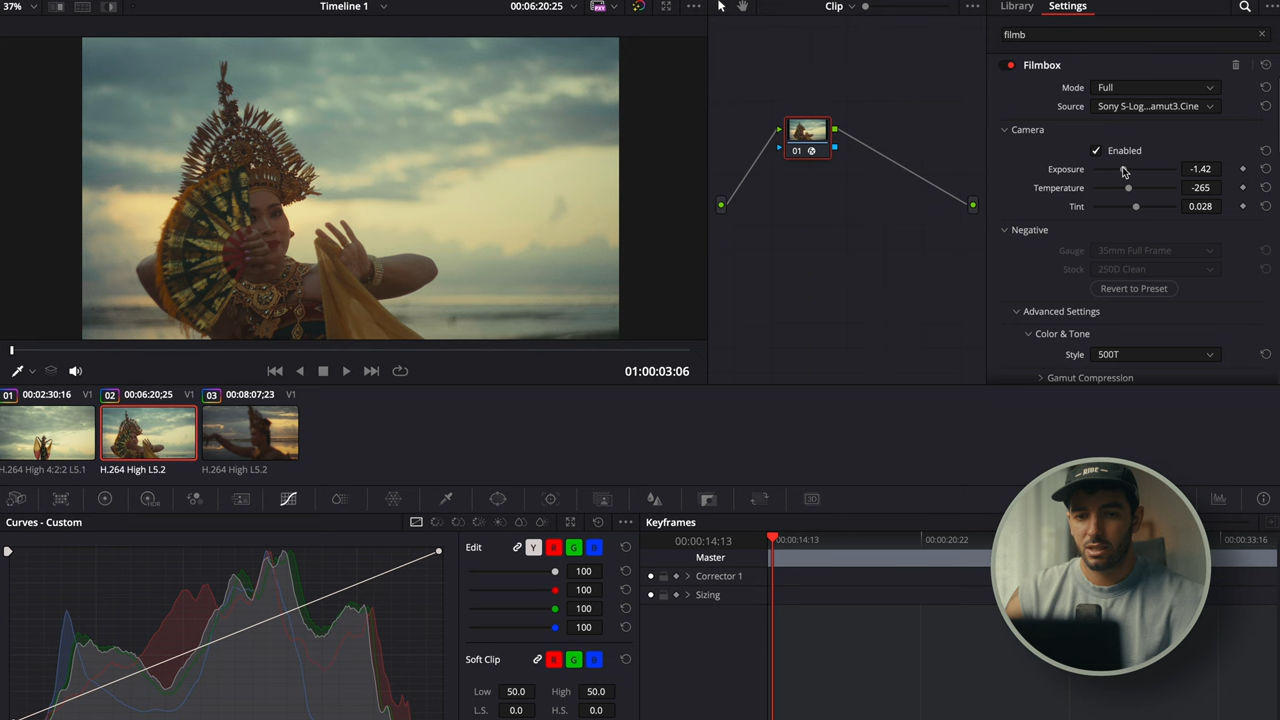 37%
Timeline 1
00:06:20:25
Clip
Library
Settings
filmb
Filmbox
Mode
Full
Source
Sony S-Log...amut3.Cine
Camera
Enabled
Exposure
-1.42
Temperature
-265
Tint
0.028
Negative
Gauge
35mm Full Frame
Stock
250D Clean
Revert to Preset
Advanced Settings
Color & Tone
Style
500T
Gamut Compression
01
01:00:03:06
01
00:02:30:16
V1
02
00:06:20;25
V1
03
00:08:07;23
V1
H.264 High 4:2:2 L5.1
H.264 High L5.2
H.264 High L5.2
HDR
3D
Curves - Custom
Edit
Y
R
G
B
100
100
100
100
Soft Clip
R
G
B
Low
50.0
High
50.0
L.S.
0.0
H.S.
0.0
Keyframes
00:00:14:13
00:00:14:13
00:00:20:22
00:00:33:16
Master
Corrector 1
Sizing
RIDE